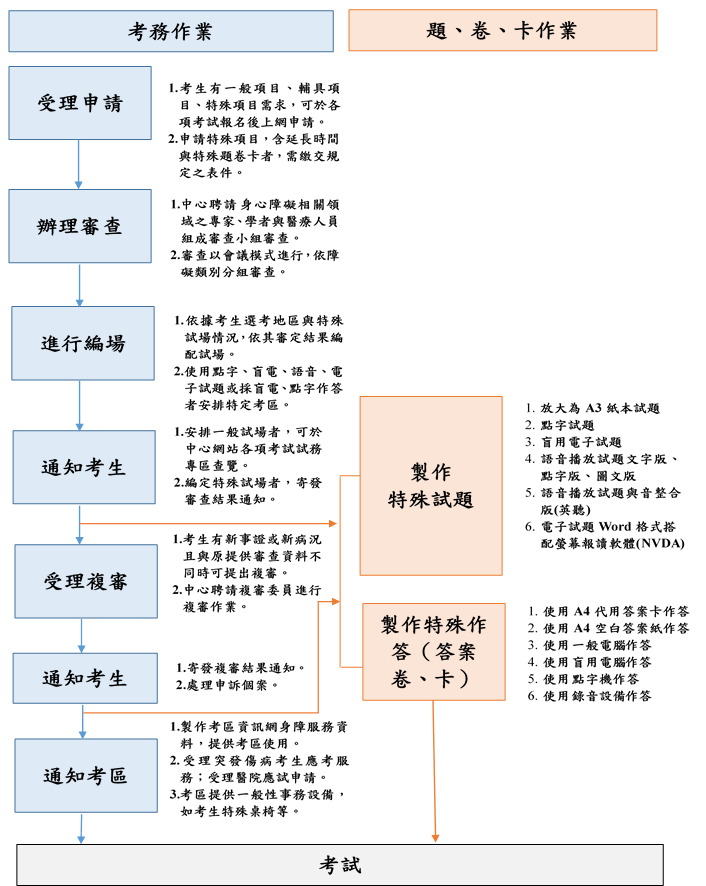 考務作業
題、卷、卡作業
受理申請
1.考生有一般項目、輔具項
目、特殊項目需求，可於各
項考試報名後上網申請。
2.申請特殊項目，含延長時間
與特殊題卷卡者，需繳交規
定之表件。
辦理審查
1.中心聘請身心障礙相關領
域之專家、學者與醫療人員
組成審查小組審查。
2.審查以會議模式進行，依障
礙類別分組審查。
進行編場
1.依據考生選考地區與特殊
試場情況，依其審定結果編
配試場。
2.使用點字、盲電、語音、電
子試題或採盲電、點字作答
者安排特定考區。
通知考生
1.安排一般試場者，可於
中心網站各項考試試務
專區查覽。
2.編定特殊試場者，寄發
審查結果通知。
製作
特殊試題
1. 放大為 A3 紙本試題
2. 點字試題
3. 盲用電子試題
4. 語音播放試題文字版、
點字版、圖文版
5. 語音播放試題與音整合
版(英聽)
6. 電子試題 Word 格式搭
配螢幕報讀軟體(NVDA)
受理複審
1.考生有新事證或新病況
且與原提供審查資料不
同時可提出複審。
2.中心聘請複審委員進行
複審作業。
製作特殊作
答（答案
卷、卡）
1. 使用 A4 代用答案卡作答
2. 使用 A4 空白答案紙作答
3. 使用一般電腦作答
4. 使用盲用電腦作答
5. 使用點字機作答
6. 使用錄音設備作答
通知考生
1.寄發複審結果通知。
2.處理申訴個案。
通知考區
1.製作考區資訊網身障服務資
料，提供考區使用。
2.受理突發傷病考生應考服
務；受理醫院應試申請。
3.考區提供一般性事務設備，
如考生特殊桌椅等。
考試